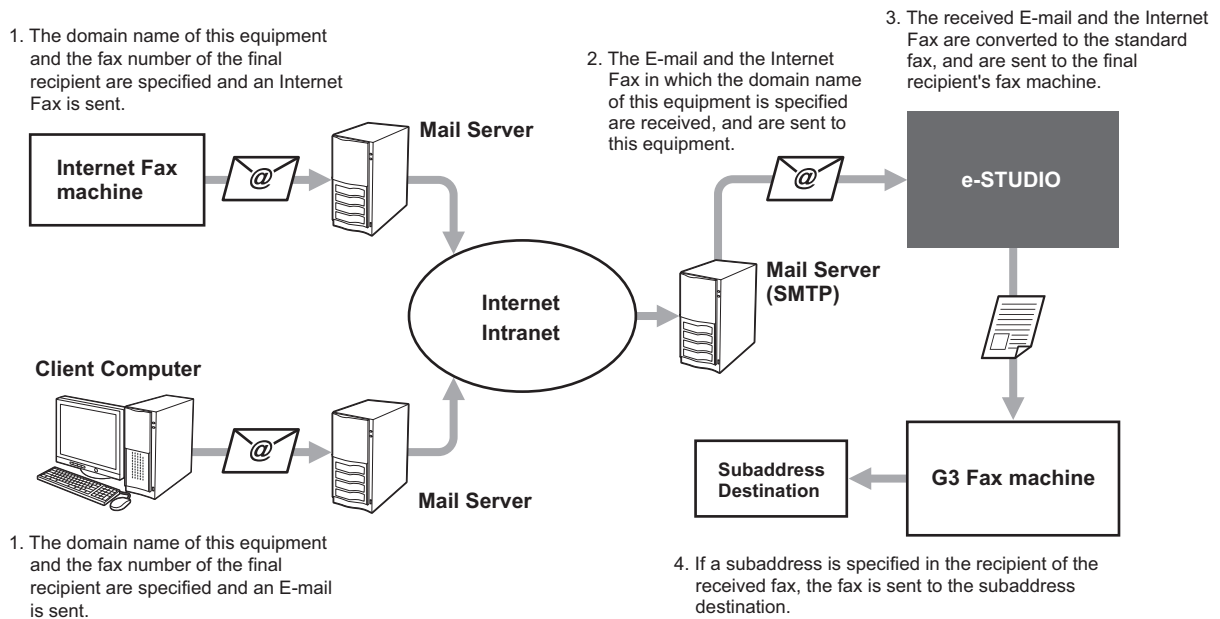 1. The domain name of this equipment
and the fax number of the final
recipient are specified and an Internet
Fax is sent.
Internet Fax
machine
@
Mail Server
2. The E-mail and the Internet
Fax in which the domain name
of this equipment is specified
are received, and are sent to
this equipment.
@
3. The received E-mail and the Internet
Fax are converted to the standard
fax, and are sent to the final
recipient's fax machine.
e-STUDIO
Internet
Intranet
Mail Server
(SMTP)
Client Computer
@
Mail Server
1. The domain name of this equipment
and the fax number of the final
recipient are specified and an E-mail
is sent.
Subaddress
Destination
G3 Fax machine
4. If a subaddress is specified in the recipient of the
received fax, the fax is sent to the subaddress
destination.